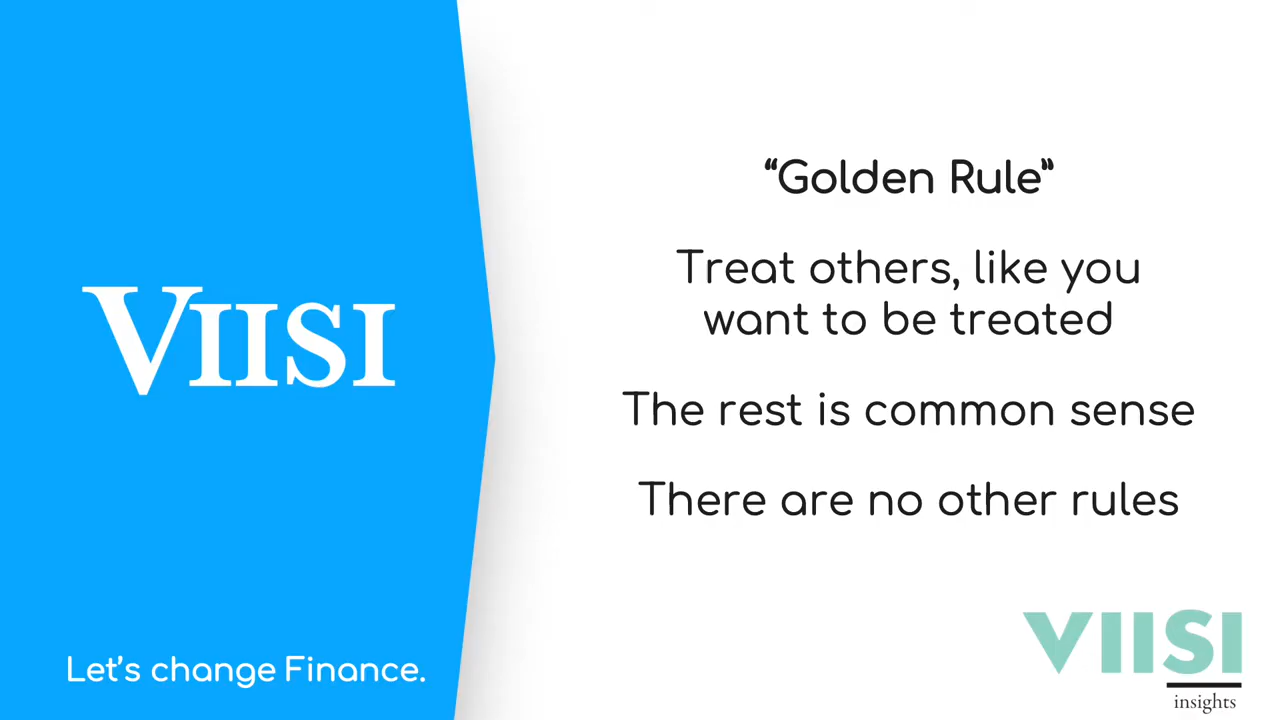 VIISI
Let's change Finance.
“Golden Rule”
Treat others, like you
want to be treated
The rest is common sense
There are no other rules
VIISI
insights